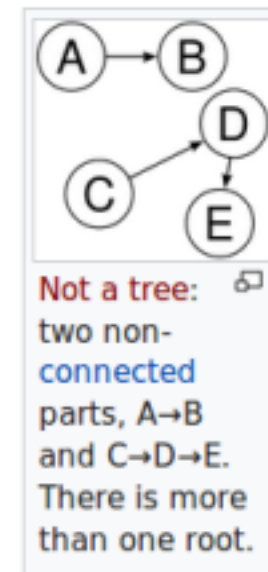 A B
D
C
E
Not a tree:
two non-
connected
parts, A→B
and C→D→E.
There is more
than one root.